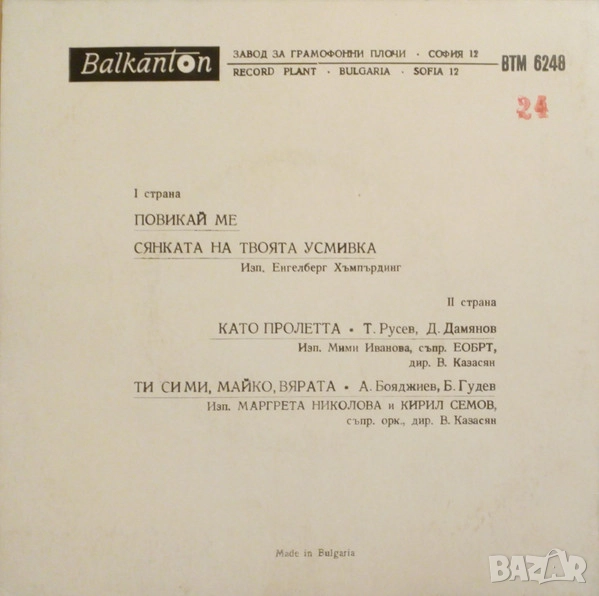 Balkanton
ЗАВОД ЗА ГРАМОФОННИ ПЛОЧИ · СОФИЯ 12
RECORD PLANT · BULGARIA · SOFIA 12
ВТМ 6248
24
I страна
ПОВИКАЙ МЕ
СЯНКАТА НА ТВОЯТА УСМИВКА
Изп. Енгелберг Хъмпърдинг
II страна
КАТО ПРОЛЕТТА • Т. Русев, Д. Дамянов
Изп. Мими Иванова, съпр. ЕОБРТ,
дир. В. Казасян
ТИ СИ МИ, МАЙКО, ВЯРАТА • А. Бояджиев, Б. Гудев
Изп. МАРГРЕТА НИКОЛОВА и КИРИЛ СЕМОВ,
съпр. орк., дир. В. Казасян
Made in Bulgaria
BAZAR